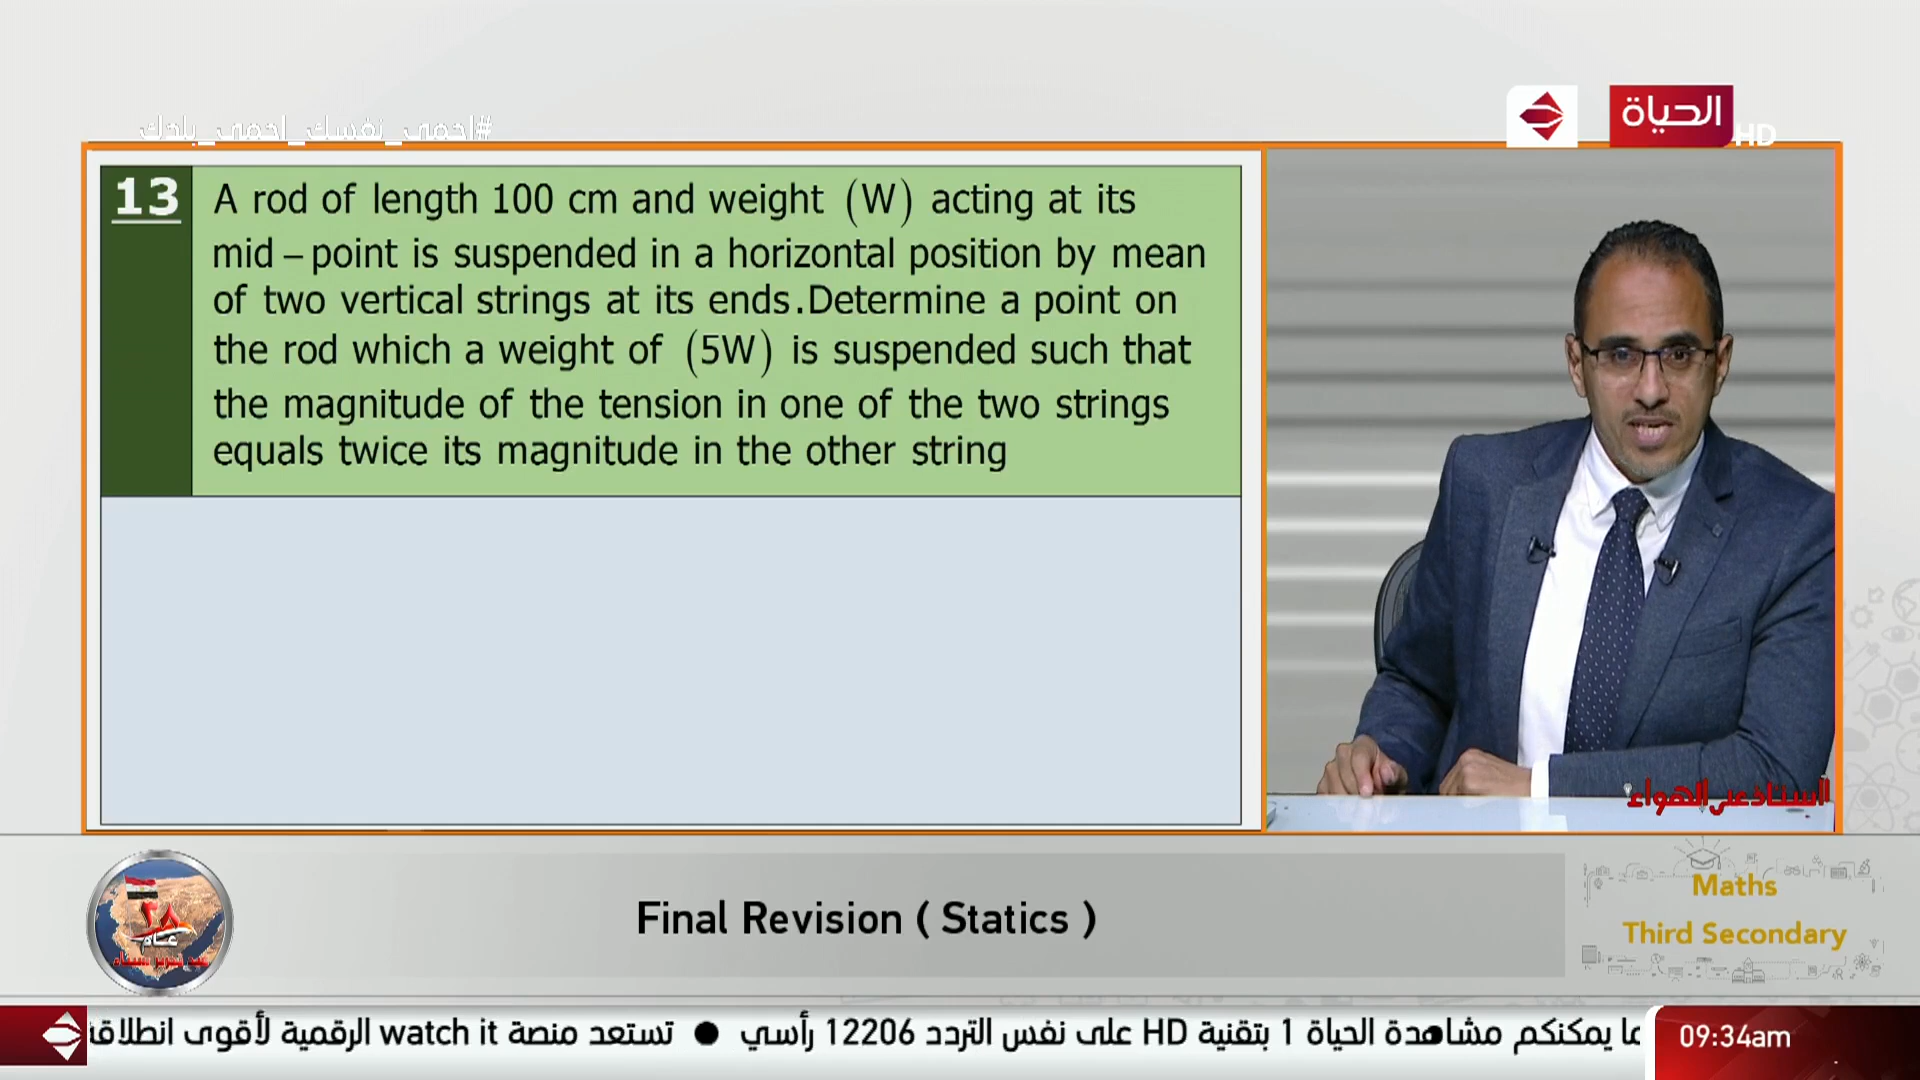 #احمي_نفسك_احمي_بلدك
الحياة
HD
13
A rod of length 100 cm and weight (W) acting at its
mid – point is suspended in a horizontal position by mean
of two vertical strings at its ends. Determine a point on
the rod which a weight of (5W) is suspended such that
the magnitude of the tension in one of the two strings
equals twice its magnitude in the other string
٣٨
عام
Final Revision ( Statics )
Maths
Third Secondary
ما يمكنكم مشاهدة الحياة 1 بتقنية HD على نفس التردد 12206 رأسي ● تستعد منصة watch it الرقمية لأقوى
09:34am